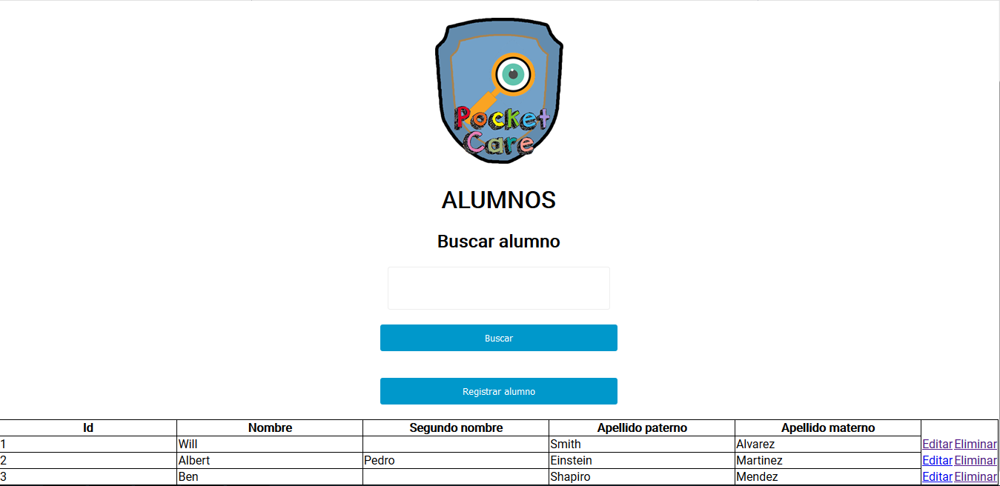 Pocket
Care
ALUMNOS
Buscar alumno
Buscar
Registrar alumno
Id Nombre Segundo nombre Apellido paterno Apellido materno
1 Will Smith Alvarez Editar Eliminar
2 Albert Pedro Einstein Martinez Editar Eliminar
3 Ben Shapiro Mendez Editar Eliminar